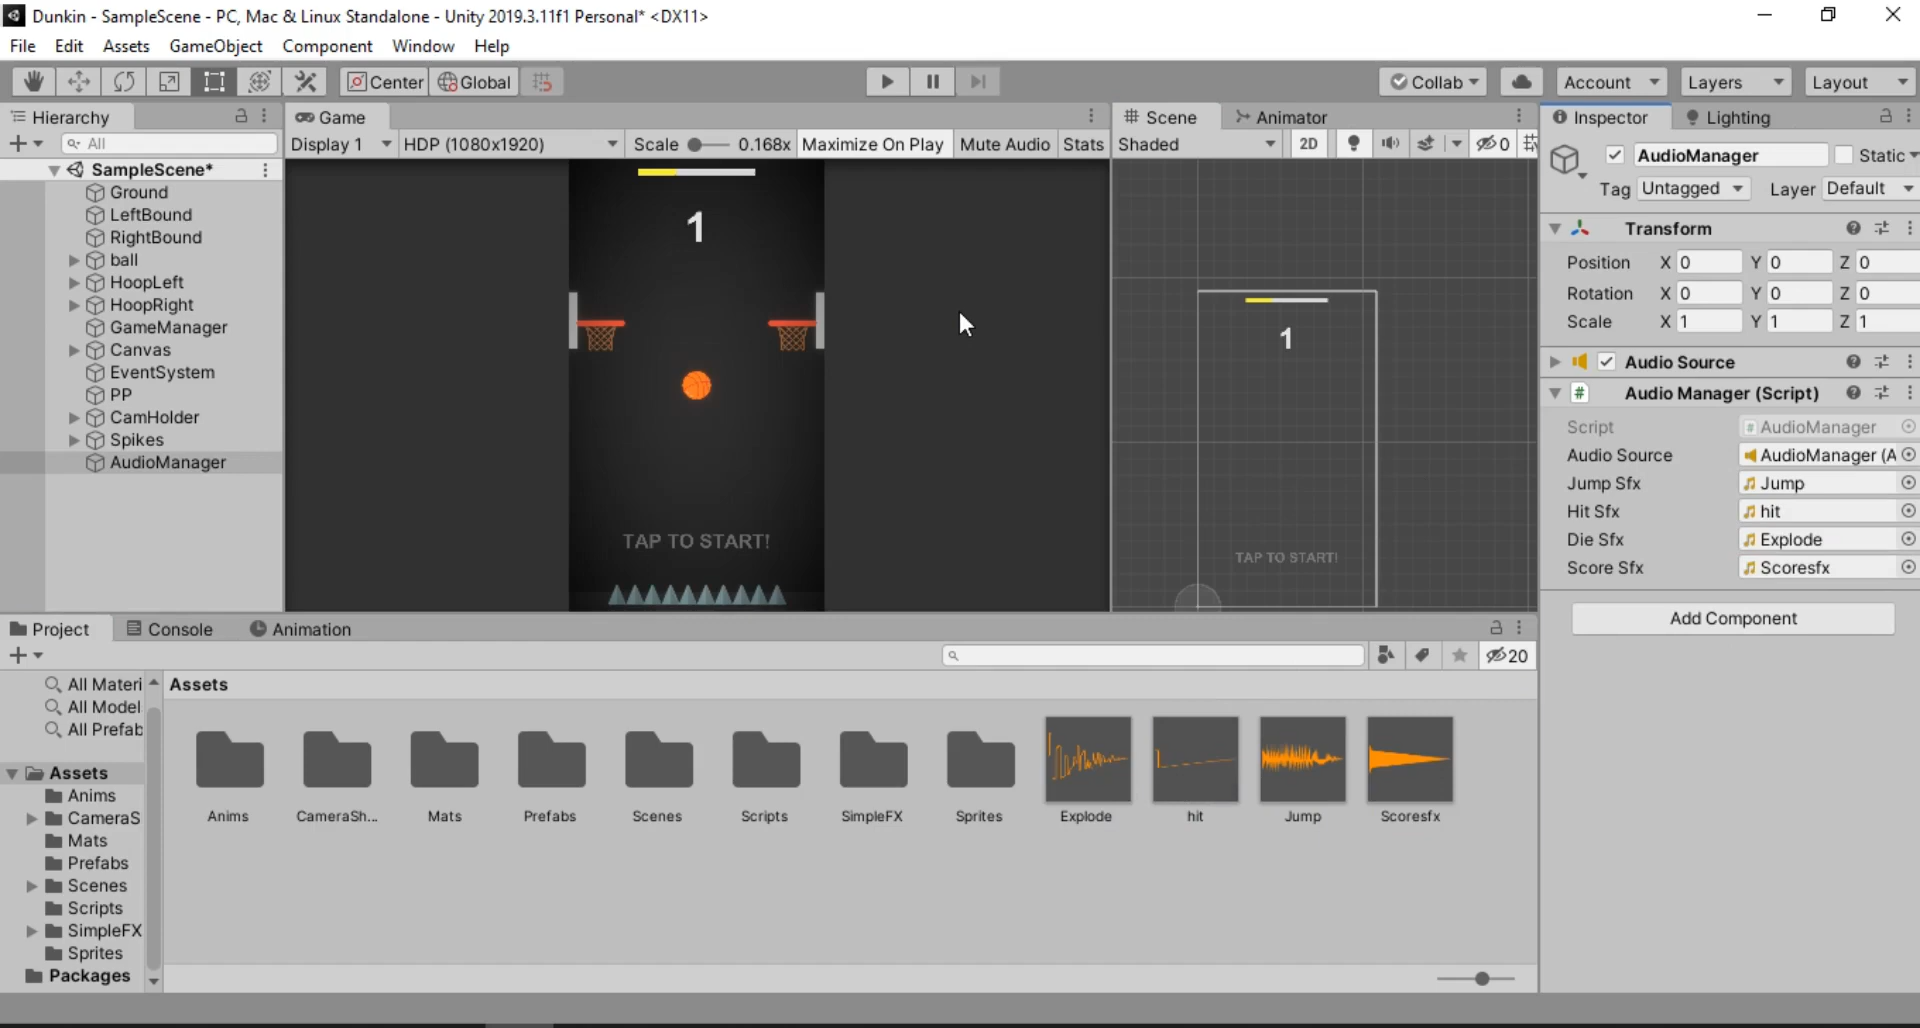 Dunkin - SampleScene - PC, Mac & Linux Standalone - Unity 2019.3.11f1 Personal* <DX11>
File Edit Assets GameObject Component Window Help
Center Global Collab Account Layers Layout
Hierarchy
All
SampleScene*
Ground
LeftBound
RightBound
ball
HoopLeft
HoopRight
GameManager
Canvas
EventSystem
PP
CamHolder
Spikes
AudioManager
Game
Display 1 HDP (1080x1920) Scale 0.168x Maximize On Play Mute Audio Stats
1
TAP TO START!
Scene Animator
Shaded 2D 0
1
TAP TO START!
Inspector Lighting
AudioManager Static
Tag Untagged Layer Default
Transform
Position X 0 Y 0 Z 0
Rotation X 0 Y 0 Z 0
Scale X 1 Y 1 Z 1
Audio Source
# Audio Manager (Script)
Script # AudioManager
Audio Source AudioManager (A
Jump Sfx Jump
Hit Sfx hit
Die Sfx Explode
Score Sfx Scoresfx
Add Component
Project Console Animation
20
All Materi
All Model
All Prefab
Assets
Anims
CameraS
Mats
Prefabs
Scenes
Scripts
SimpleFX
Sprites
Packages
Assets
Anims CameraSh... Mats Prefabs Scenes Scripts SimpleFX Sprites Explode hit Jump Scoresfx